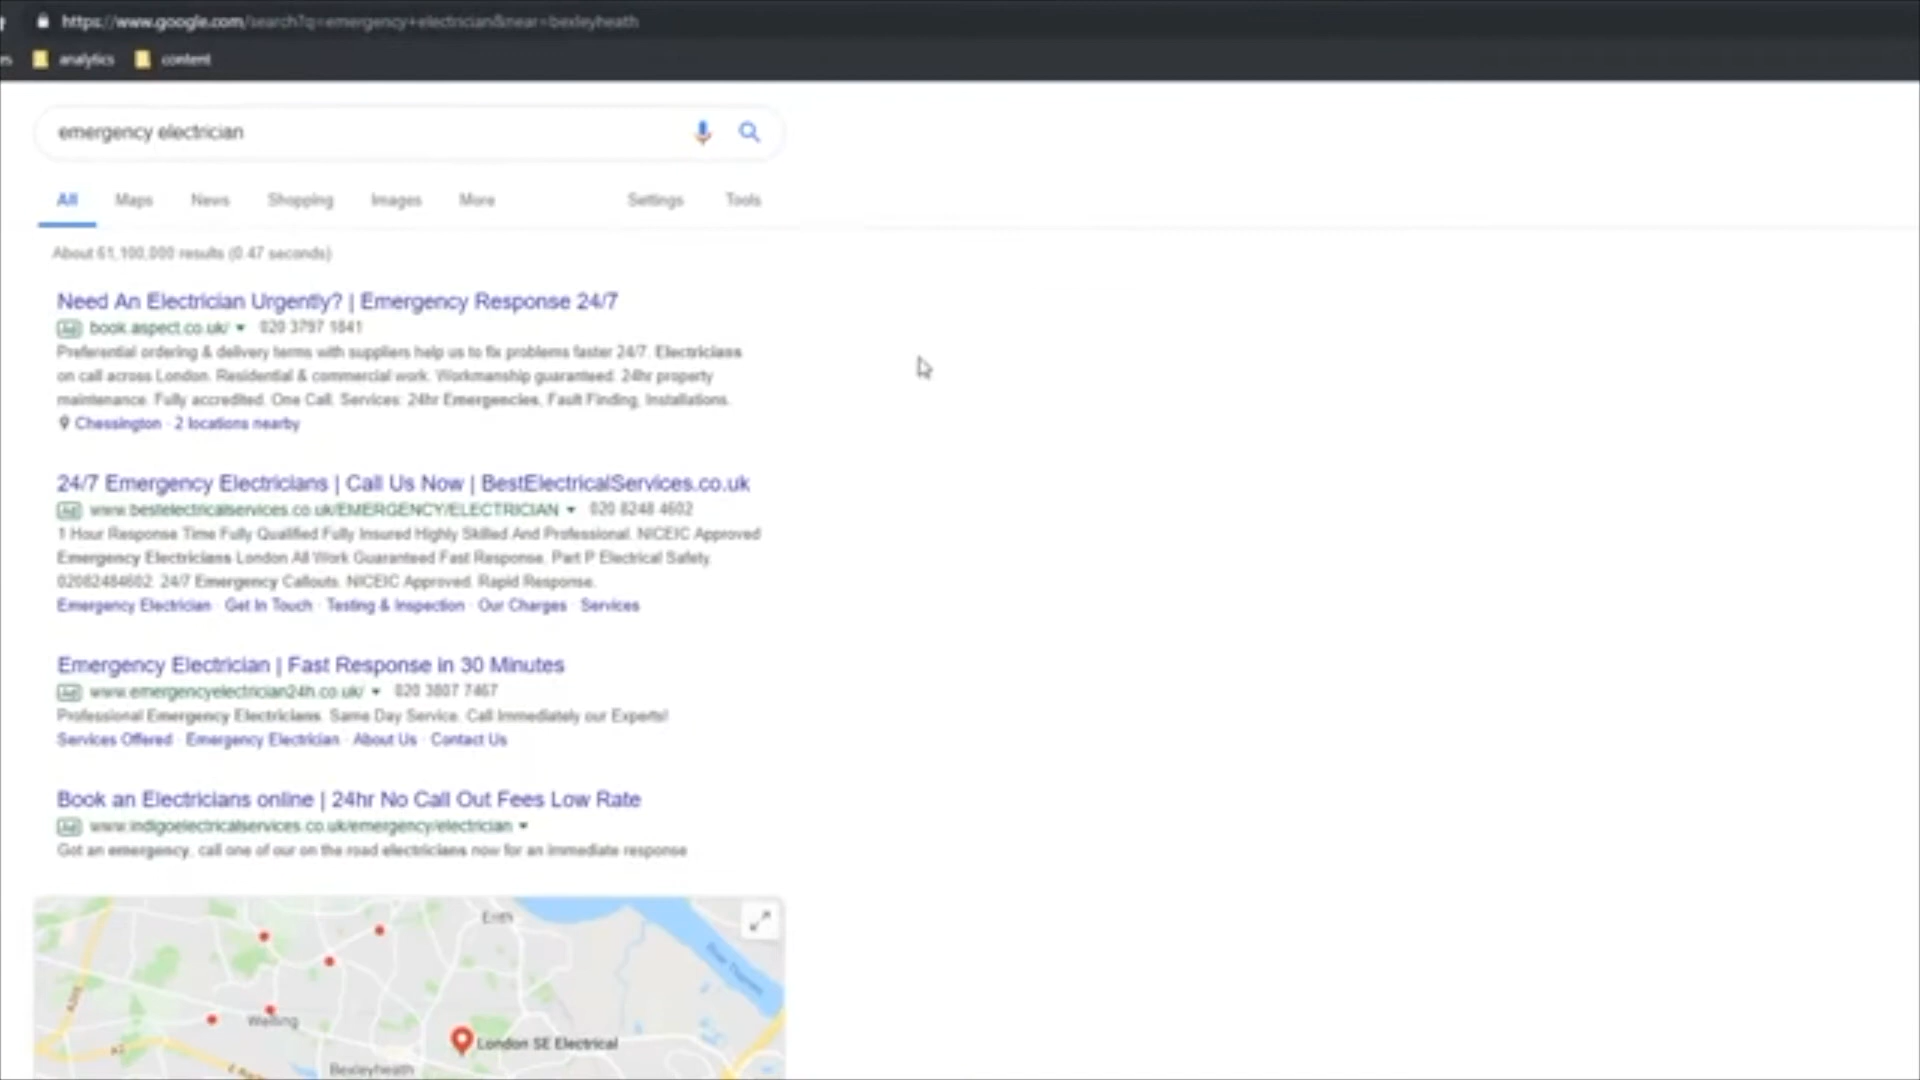 https://www.google.com/search?q=emergency+electrician&near=bexleyheath
analytics content
emergency electrician
All Maps News Shopping Images More Settings Tools
About 61,100,000 results (0.47 seconds)
Need An Electrician Urgently? | Emergency Response 24/7
Ad book.aspect.co.uk/ 020 3797 1841
Preferential ordering & delivery terms with suppliers help us to fix problems faster 24/7. Electricians
on call across London. Residential & commercial work. Workmanship guaranteed. 24hr property
maintenance. Fully accredited. One Call. Services: 24hr Emergencies, Fault Finding, Installations.
Chessington · 2 locations nearby
24/7 Emergency Electricians | Call Us Now | BestElectricalServices.co.uk
Ad www.bestelectricalservices.co.uk/EMERGENCY/ELECTRICIAN 020 8248 4602
1 Hour Response Time Fully Qualified Fully Insured Highly Skilled And Professional. NICEIC Approved
Emergency Electricians London All Work Guaranteed Fast Response, Part P Electrical Safety,
02082484602. 24/7 Emergency Callouts. NICEIC Approved. Rapid Response.
Emergency Electrician · Get In Touch · Testing & Inspection · Our Charges · Services
Emergency Electrician | Fast Response in 30 Minutes
Ad www.emergencyelectrician24h.co.uk/ 020 3807 7467
Professional Emergency Electricians. Same Day Service. Call Immediately our Experts!
Services Offered · Emergency Electrician · About Us · Contact Us
Book an Electricians online | 24hr No Call Out Fees Low Rate
Ad www.indigoelectricalservices.co.uk/emergency/electrician
Got an emergency, call one of our on the road electricians now for an immediate response
Erith
River Thames
A205
Welling
London SE Electrical
A2
Bexleyheath